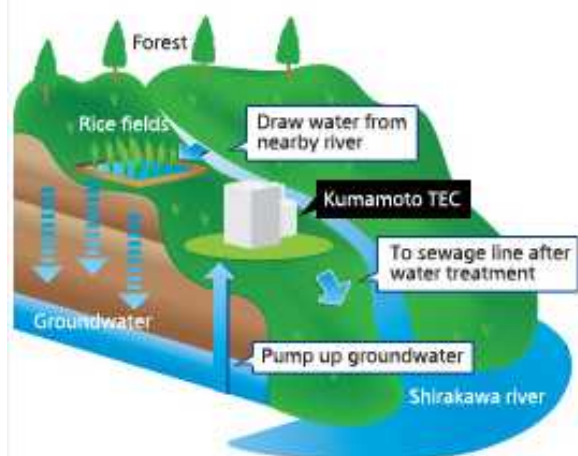 Forest
Rice fields
Draw water from
nearby river
Kumamoto TEC
To sewage line after
water treatment
Groundwater
Pump up groundwater
Shirakawa river